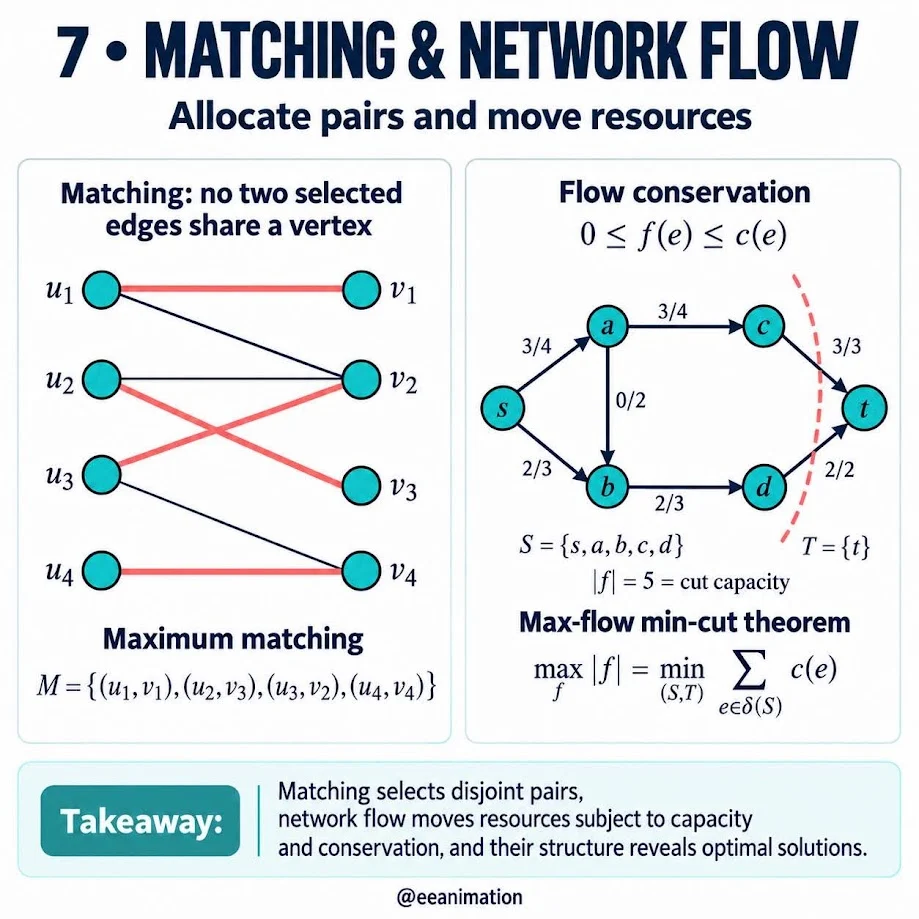 7 • MATCHING & NETWORK FLOW
Allocate pairs and move resources
Matching: no two selected
edges share a vertex
u₁ v₁
u₂ v₂
u₃ v₃
u₄ v₄
Maximum matching
M = {(u₁,v₁),(u₂,v₃),(u₃,v₂),(u₄,v₄)}
Flow conservation
0 ≤ f(e) ≤ c(e)
3/4
a c
3/4 3/3
s 0/2 t
2/3 2/2
b d
2/3
S = {s,a,b,c,d} T = {t}
|f| = 5 = cut capacity
Max-flow min-cut theorem
max |f| = min ∑ c(e)
f (S,T) e∈δ(S)
Takeaway:
Matching selects disjoint pairs,
network flow moves resources subject to capacity
and conservation, and their structure reveals optimal solutions.
@eeanimation